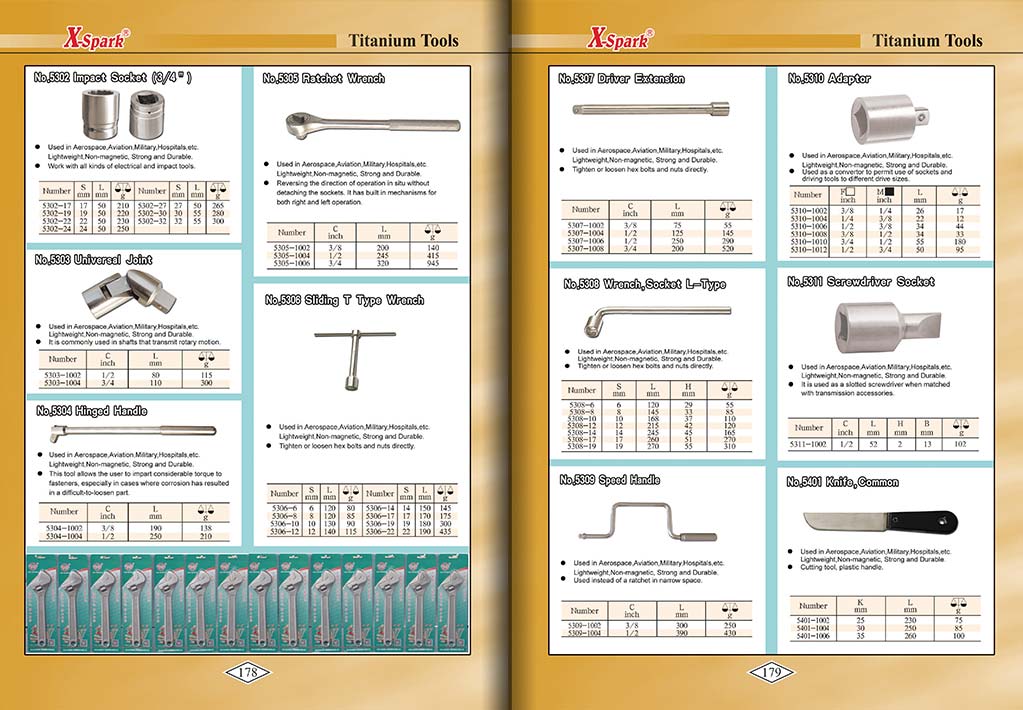 X-Spark®
Titanium Tools
No,5302 Impact Socket (3/4")
● Used in Aerospace,Aviation,Military,Hospitals,etc.
Lightweight,Non-magnetic, Strong and Durable.
● Work with all kinds of electrical and impact tools.
Number S mm L mm g Number S mm L mm g
5302-17 17 50 210 5302-27 27 50 265
5302-19 19 50 220 5302-30 30 55 280
5302-22 22 50 230 5302-32 32 55 300
5302-24 24 50 250
No,5303 Universal Joint
● Used in Aerospace,Aviation,Military,Hospitals,etc.
Lightweight,Non-magnetic, Strong and Durable.
● It is commonly used in shafts that transmit rotary motion.
Number C inch L mm g
5303-1002 1/2 80 115
5303-1004 3/4 110 300
No,5304 Hinged Handle
● Used in Aerospace,Aviation,Military,Hospitals,etc.
Lightweight,Non-magnetic, Strong and Durable.
● This tool allows the user to impart considerable torque to
fasteners, especially in cases where corrosion has resulted
in a difficult-to-loosen part.
Number C inch L mm g
5304-1002 3/8 190 138
5304-1004 1/2 250 210
No,5305 Ratchet Wrench
● Used in Aerospace,Aviation,Military,Hospitals,etc.
Lightweight,Non-magnetic, Strong and Durable.
● Reversing the direction of operation in situ without
detaching the sockets. It has built in mechanisms for
both right and left operation.
Number C inch L mm g
5305-1002 3/8 200 140
5305-1004 1/2 245 415
5305-1006 3/4 320 945
No,5306 Sliding T Type Wrench
● Used in Aerospace,Aviation,Military,Hospitals,etc.
Lightweight,Non-magnetic, Strong and Durable.
● Tighten or loosen hex bolts and nuts directly.
Number S mm L mm g Number S mm L mm g
5306-6 6 120 80 5306-14 14 150 145
5306-8 8 120 85 5306-17 17 170 175
5306-10 10 130 90 5306-19 19 180 300
5306-12 12 140 115 5306-22 22 190 435
178
X-Spark®
Titanium Tools
No,5307 Driver Extension
● Used in Aerospace,Aviation,Military,Hospitals,etc.
Lightweight,Non-magnetic, Strong and Durable.
● Tighten or loosen hex bolts and nuts directly.
Number C inch L mm g
5307-1002 3/8 75 55
5307-1004 1/2 125 145
5307-1006 1/2 250 290
5307-1008 3/4 200 520
No,5308 Wrench,Socket L-Type
● Used in Aerospace,Aviation,Military,Hospitals,etc.
Lightweight,Non-magnetic, Strong and Durable.
● Tighten or loosen hex bolts and nuts directly.
Number S mm L mm H mm g
5308-6 6 120 29 55
5308-8 8 145 33 85
5308-10 10 168 37 110
5308-12 12 215 42 120
5308-14 14 245 45 165
5308-17 17 260 51 270
5308-19 19 270 55 310
No,5309 Speed Handle
● Used in Aerospace,Aviation,Military,Hospitals,etc.
Lightweight,Non-magnetic, Strong and Durable.
● Used instead of a ratchet in narrow space.
Number C inch L mm g
5309-1002 3/8 300 250
5309-1004 1/2 390 430
No,5310 Adaptor
● Used in Aerospace,Aviation,Military,Hospitals,etc.
Lightweight,Non-magnetic, Strong and Durable.
● Used as a converter to permit use of sockets and
driving tools to different drive sizes.
Number F inch M inch L mm g
5310-1002 3/8 1/4 26 17
5310-1004 1/4 3/8 22 12
5310-1006 1/2 3/8 34 44
5310-1008 3/8 1/2 34 33
5310-1010 3/4 1/2 55 180
5310-1012 1/2 3/4 50 95
No,5311 Screwdriver Socket
● Used in Aerospace,Aviation,Military,Hospitals,etc.
Lightweight,Non-magnetic, Strong and Durable.
● It is used as a slotted screwdriver when matched
with transmission accessories.
Number C inch L mm H mm B mm g
5311-1002 1/2 52 2 13 102
No,5401 Knife,Common
● Used in Aerospace,Aviation,Military,Hospitals,etc.
Lightweight,Non-magnetic, Strong and Durable.
● Cutting tool, plastic handle.
Number K mm L mm g
5401-1002 25 230 75
5401-1004 30 250 85
5401-1006 35 260 100
179